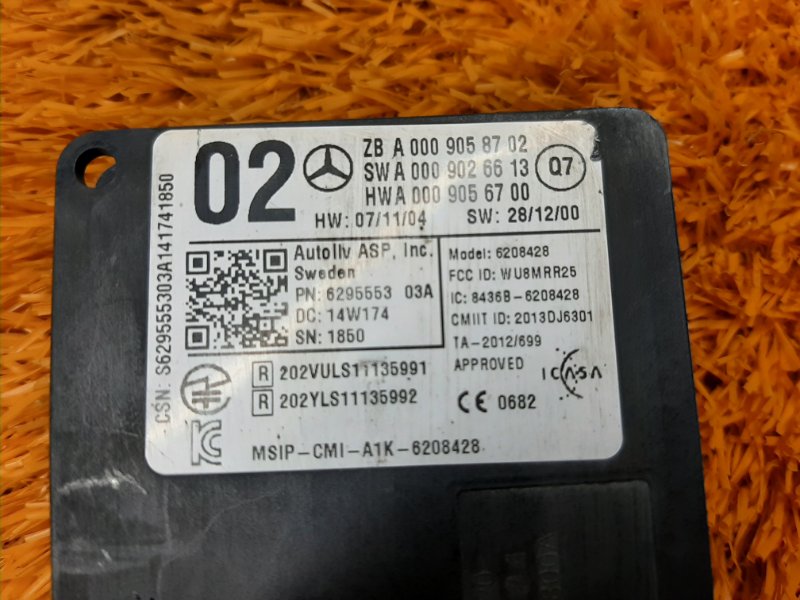 02
ZB A 000 905 87 02
SW A 000 902 66 13
HW A 000 905 67 00
Q7
HW: 07/11/04 SW: 28/12/00
CSN: S629555303A141741850
Autoliv ASP, Inc.
Sweden
PN: 6295553 03A
DC: 14W174
SN: 1850
Model: 6208428
FCC ID: WU8MRR25
IC: 8436B-6208428
CMIIT ID: 2013DJ6301
TA-2012/699
APPROVED
ICASA
R 202VULS11135991
R 202YLS11135992
CE 0682
MSIP-CMI-A1K-6208428